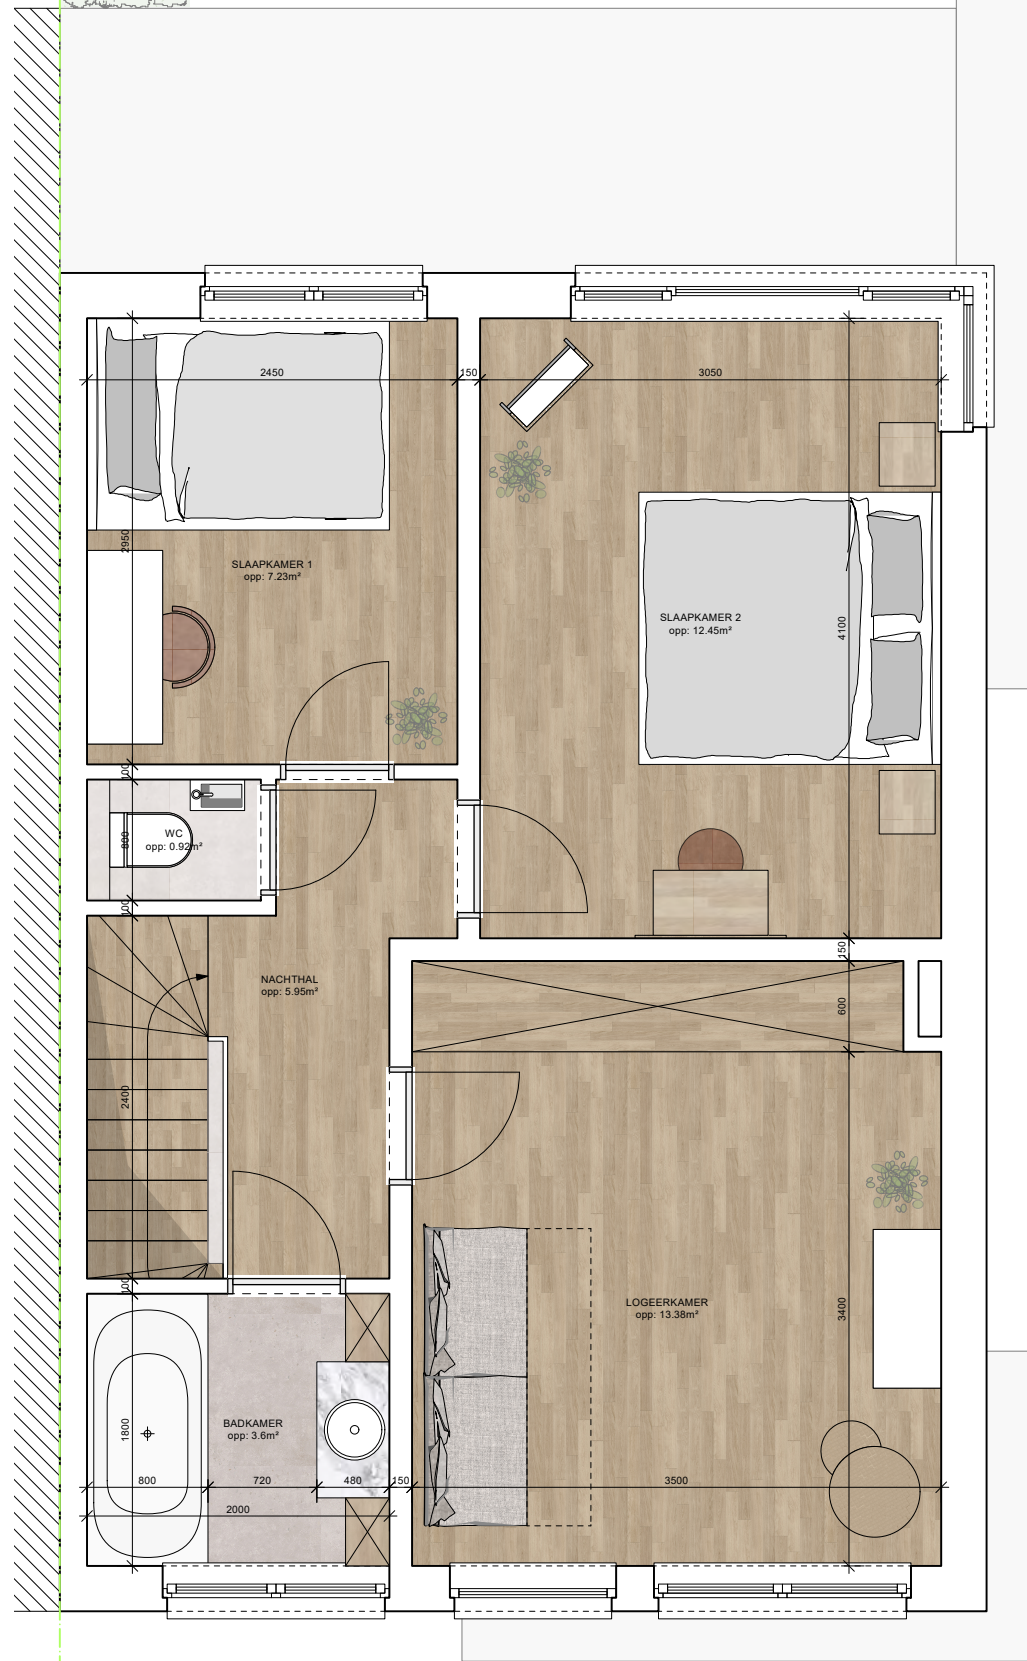 2450
150
3050
2950
SLAAPKAMER 1
opp: 7.23m²
SLAAPKAMER 2
opp: 12.45m²
4100
100
800
WC
opp: 0.92m²
100
150
NACHTHAL
opp: 5.95m²
600
2400
100
LOGEERKAMER
opp: 13.38m²
3400
BADKAMER
opp: 3.6m²
1800
800
720
480
150
3500
2000